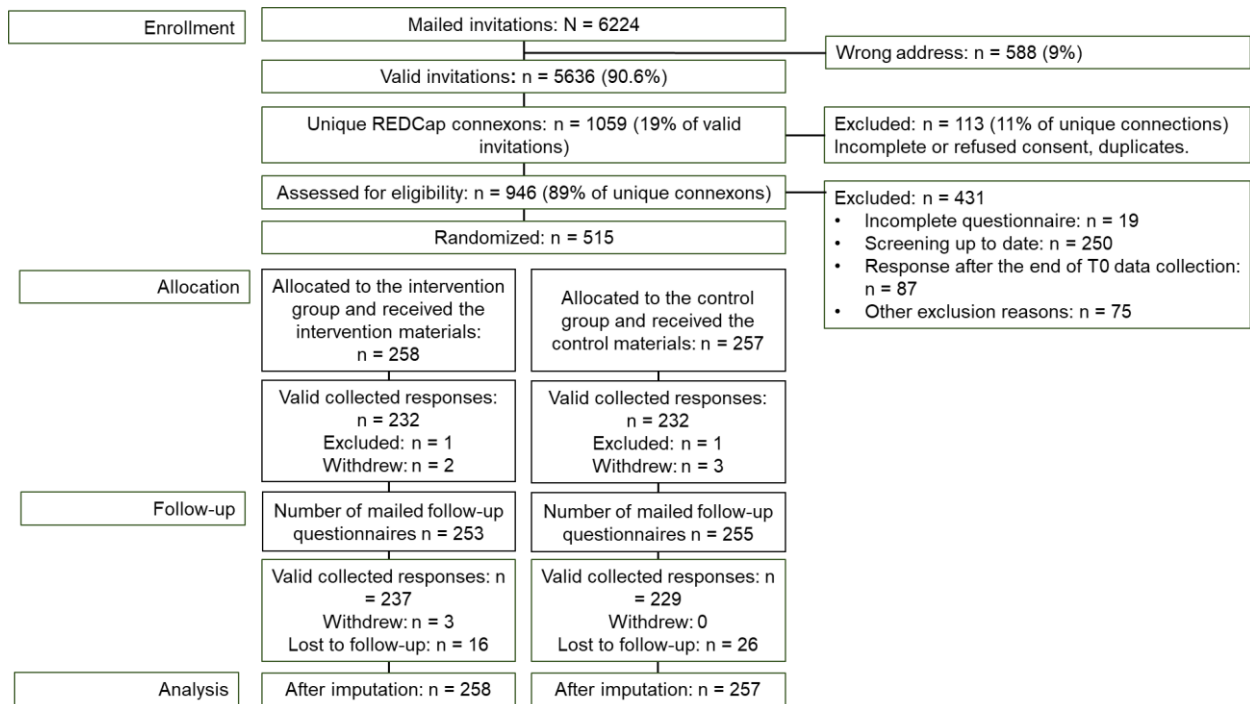 Enrollment
Mailed invitations: N = 6224
Wrong address: n = 588 (9%)
Valid invitations: n = 5636 (90.6%)
Unique REDCap connexons: n = 1059 (19% of valid
invitations)
Excluded: n = 113 (11% of unique connections)
Incomplete or refused consent, duplicates.
Assessed for eligibility: n = 946 (89% of unique connexons)
Excluded: n = 431
• Incomplete questionnaire: n = 19
• Screening up to date: n = 250
• Response after the end of T0 data collection:
n = 87
• Other exclusion reasons: n = 75
Randomized: n = 515
Allocation
Allocated to the intervention
group and received the
intervention materials:
n = 258
Allocated to the control
group and received the
control materials: n = 257
Valid collected responses:
n = 232
Excluded: n = 1
Withdrew: n = 2
Valid collected responses:
n = 232
Excluded: n = 1
Withdrew: n = 3
Follow-up
Number of mailed follow-up
questionnaires n = 253
Number of mailed follow-up
questionnaires n = 255
Valid collected responses: n
= 237
Withdrew: n = 3
Lost to follow-up: n = 16
Valid collected responses: n
= 229
Withdrew: 0
Lost to follow-up: n = 26
Analysis
After imputation: n = 258
After imputation: n = 257